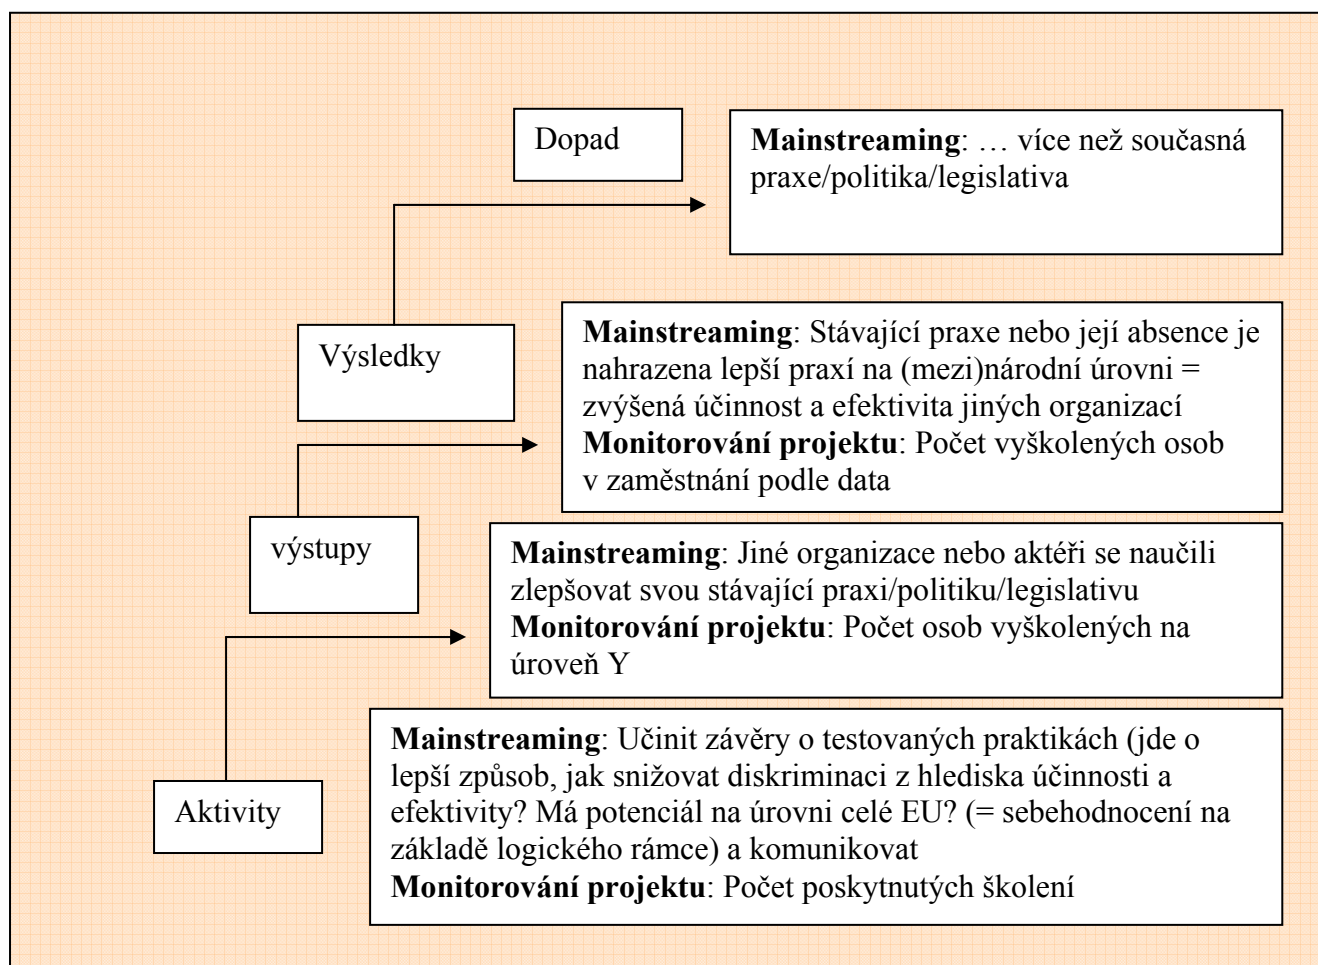 Dopad
Mainstreaming: … více než současná
praxe/politika/legislativa
Výsledky
Mainstreaming: Stávající praxe nebo její absence je
nahrazena lepší praxí na (mezi)národní úrovni =
zvýšená účinnost a efektivita jiných organizací
Monitorování projektu: Počet vyškolených osob
v zaměstnání podle data
výstupy
Mainstreaming: Jiné organizace nebo aktéři se naučili
zlepšovat svou stávající praxi/politiku/legislativu
Monitorování projektu: Počet osob vyškolených na
úroveň Y
Aktivity
Mainstreaming: Učinit závěry o testovaných praktikách (jde o
lepší způsob, jak snižovat diskriminaci z hlediska účinnosti a
efektivity? Má potenciál na úrovni celé EU? (= sebehodnocení na
základě logického rámce) a komunikovat
Monitorování projektu: Počet poskytnutých školení